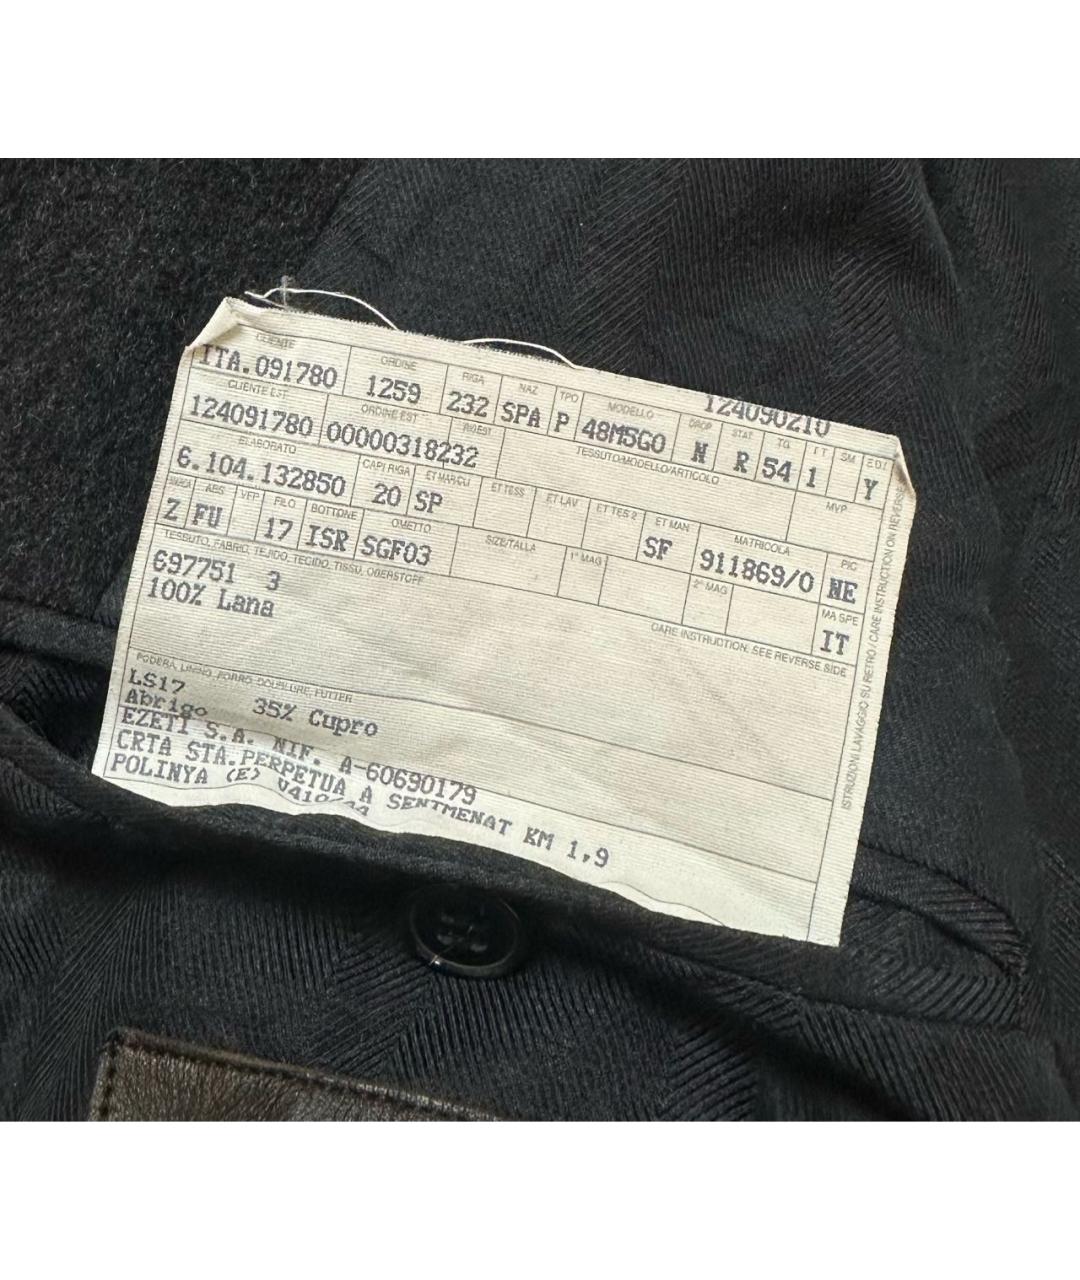 124090210
CLIENTE ORDINE RIGA NAZ TPO MODELLO DROP STAT TG IT SM EDI
ITA.091780 1259 232 SPA P 48M5GO N R 54 1 Y
CLIENTE EST ORDINE EST TESSUTO/MODELLO/ARTICOLO MVP
124091780 00000318232
ELABORATO CAPI RIGA ET MARCLI ET TESS ET LAV ET TES 2 ET MAN MATRICOLA PIC
6.104.132850 20 SP SF 911869/0 NE
ABS VFP FILO BOTTONE OMETTO SIZE/TALLA 1° MAG 2° MAG MA SPE
Z FU 17 ISR SGF03 IT
TESSUTO, FABRIC, TEJIDO, TECIDO, TISSU, OBERSTOFF
CARE INSTRUCTION, SEE REVERSE SIDE
697751 3
100% Lana
FODERA, LINING, FORRO, DOUBLURE, FUTTER
LS17 35% Cupro
Abrigo
EZETI S.A. NIF. A-60690179
CRTA STA.PERPETUA A SENTMENAT KM 1,9
POLINYA (E)
ISTRUZIONI LAVAGGIO SU RETRO / CARE INSTRUCTION ON REVERSE